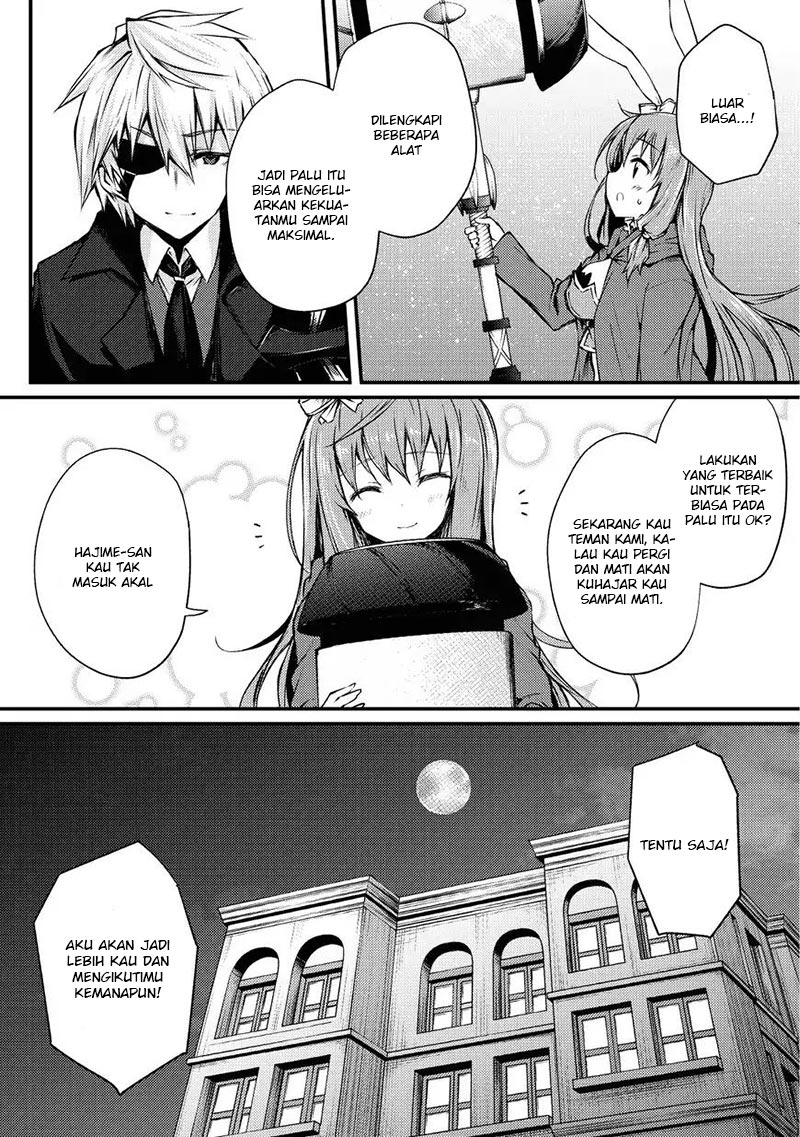 LUAR
BIASA...!
DILENGKAPI
BEBERAPA
ALAT
JADI PALU ITU
BISA MENGELU-
ARKAN KEKUA-
TANMU SAMPAI
MAKSIMAL.
LAKUKAN
YANG TERBAIK
UNTUK TER-
BIASA PADA
PALU ITU OK?
SEKARANG KAU
TEMAN KAMI, KA-
LAU KAU PERGI
DAN MATI AKAN
KUHAJAR KAU
SAMPAI MATI.
HAJIME-SAN
KAU TAK
MASUK AKAL
TENTU SAJA!
AKU AKAN JADI
LEBIH KAU DAN
MENGIKUTIMU
KEMANAPUN!